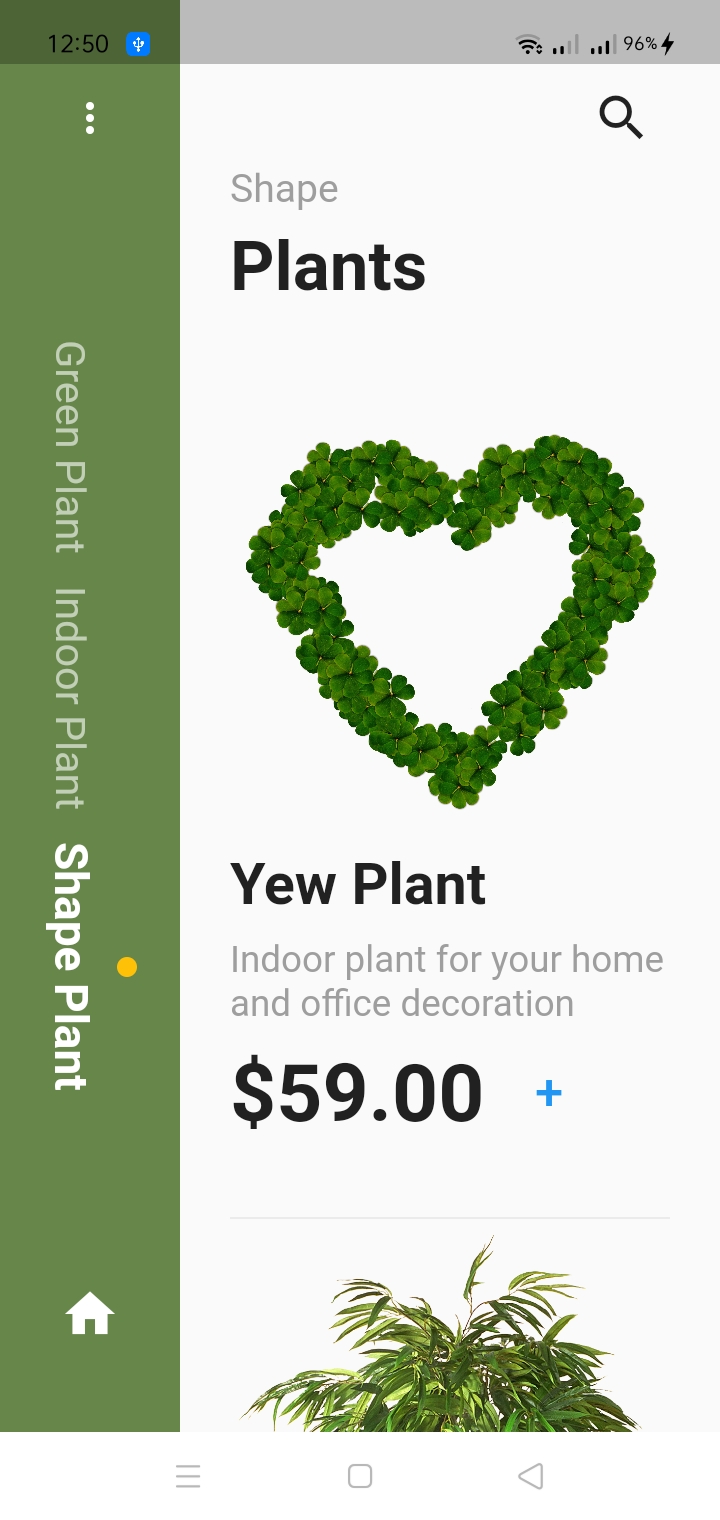 12:50
96%
Shape
Plants
Green Plant
Indoor Plant
Shape Plant
Yew Plant
Indoor plant for your home
and office decoration
$59.00 +